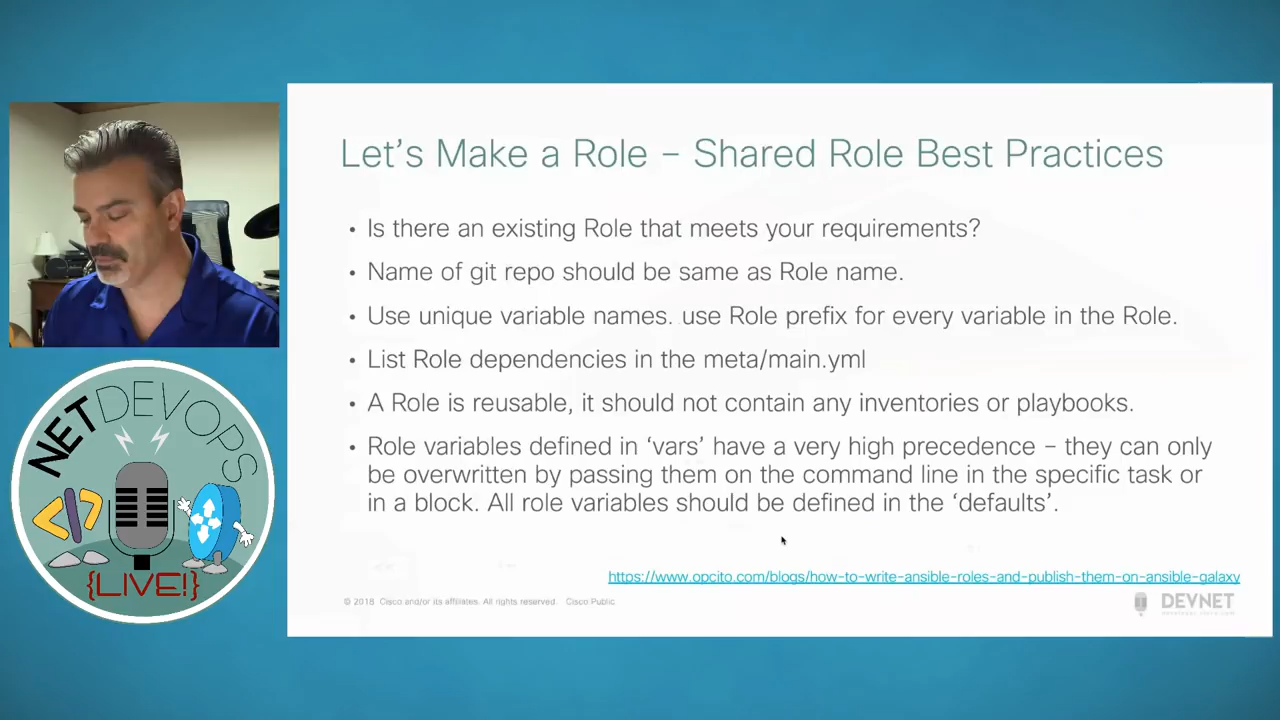 Let's Make a Role – Shared Role Best Practices
• Is there an existing Role that meets your requirements?
• Name of git repo should be same as Role name.
• Use unique variable names. use Role prefix for every variable in the Role.
• List Role dependencies in the meta/main.yml
• A Role is reusable, it should not contain any inventories or playbooks.
• Role variables defined in 'vars' have a very high precedence – they can only
be overwritten by passing them on the command line in the specific task or
in a block. All role variables should be defined in the 'defaults'.
https://www.opcito.com/blogs/how-to-write-ansible-roles-and-publish-them-on-ansible-galaxy
© 2018 Cisco and/or its affiliates. All rights reserved. Cisco Public
DEVNET
NETDEVOPS
</>
{LIVE!}